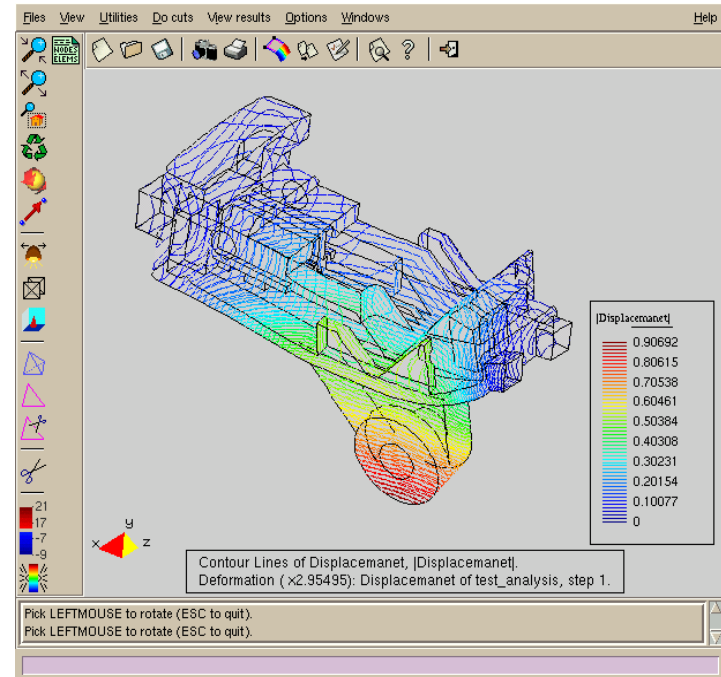 Files View Utilities Do cuts View results Options Windows Help
NODES
ELEMS
|Displacemanet|
0.90692
0.80615
0.70538
0.60461
0.50384
0.40308
0.30231
0.20154
0.10077
0
21
17
-7
-9
y
x z
Contour Lines of Displacemanet, |Displacemanet|.
Deformation ( ×2.95495): Displacemanet of test_analysis, step 1.
Pick LEFTMOUSE to rotate (ESC to quit).
Pick LEFTMOUSE to rotate (ESC to quit).